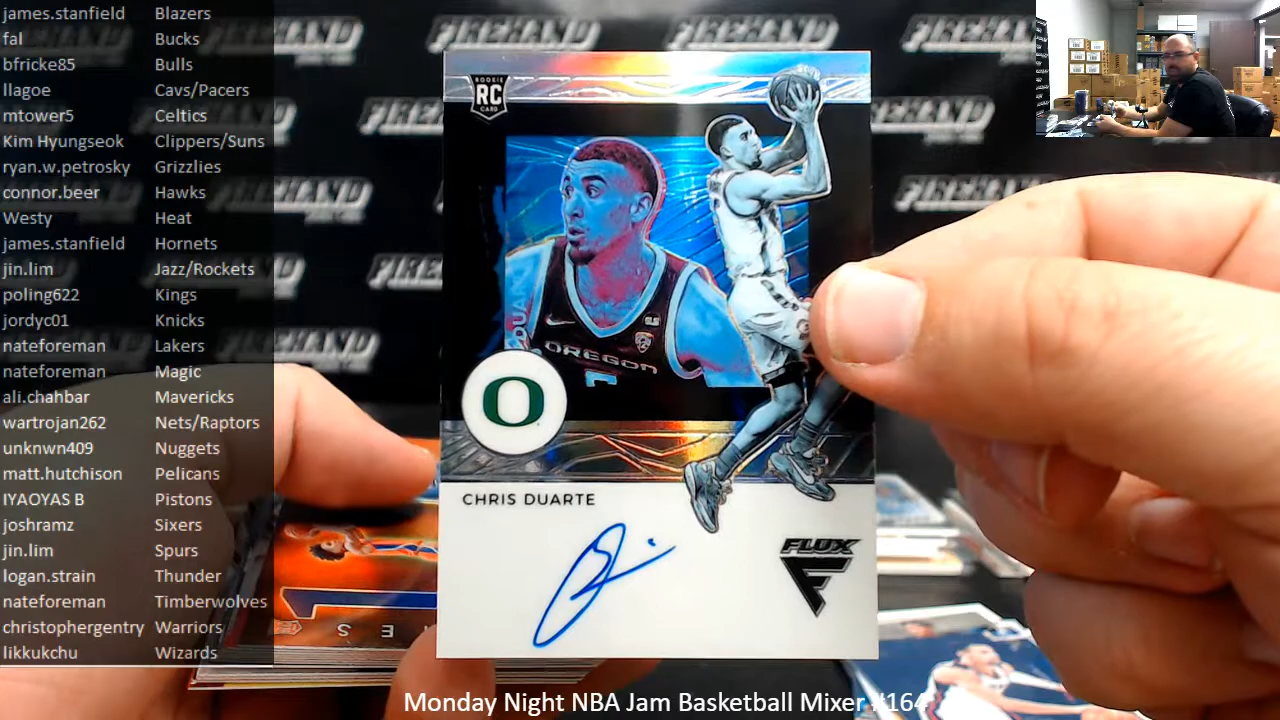 james.stanfield Blazers
fal Bucks
bfricke85 Bulls
llagoe Cavs/Pacers
mtower5 Celtics
Kim Hyungseok Clippers/Suns
ryan.w.petrosky Grizzlies
connor.beer Hawks
Westy Heat
james.stanfield Hornets
jin.lim Jazz/Rockets
poling622 Kings
jordyc01 Knicks
nateforeman Lakers
nateforeman Magic
ali.chahbar Mavericks
wartrojan262 Nets/Raptors
unknwn409 Nuggets
matt.hutchison Pelicans
IYAOYAS B Pistons
joshramz Sixers
jin.lim Spurs
logan.strain Thunder
nateforeman Timberwolves
christophergentry Warriors
likkukchu Wizards
FIREHAND
ROOKIE
RC
CARD
OREGON
O
CHRIS DUARTE
FLUX
F
Monday Night NBA Jam Basketball Mixer #164